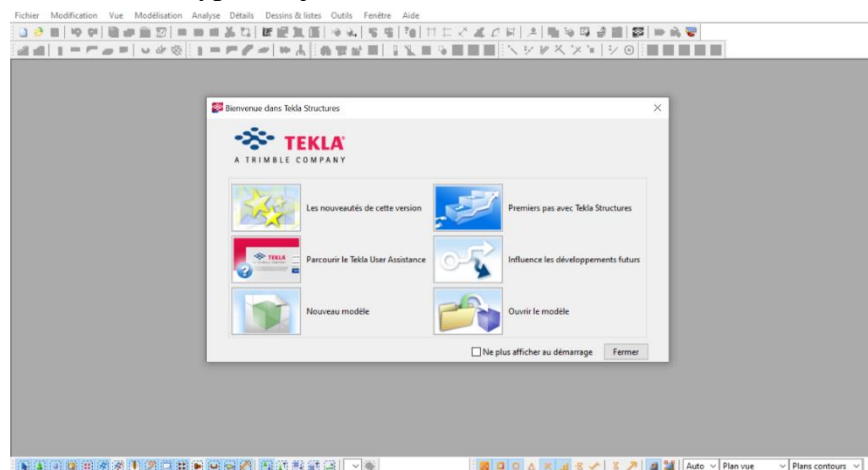 Fichier Modification Vue Modélisation Analyse Détails Dessins & listes Outils Fenêtre Aide
Bienvenue dans Tekla Structures
TEKLA
A TRIMBLE COMPANY
Les nouveautés de cette version
Premiers pas avec Tekla Structures
TEKLA
Parcourir le Tekla User Assistance
Influence les développements futurs
Nouveau modèle
Ouvrir le modèle
Ne plus afficher au démarrage
Fermer
Auto
Plan vue
Plans contours